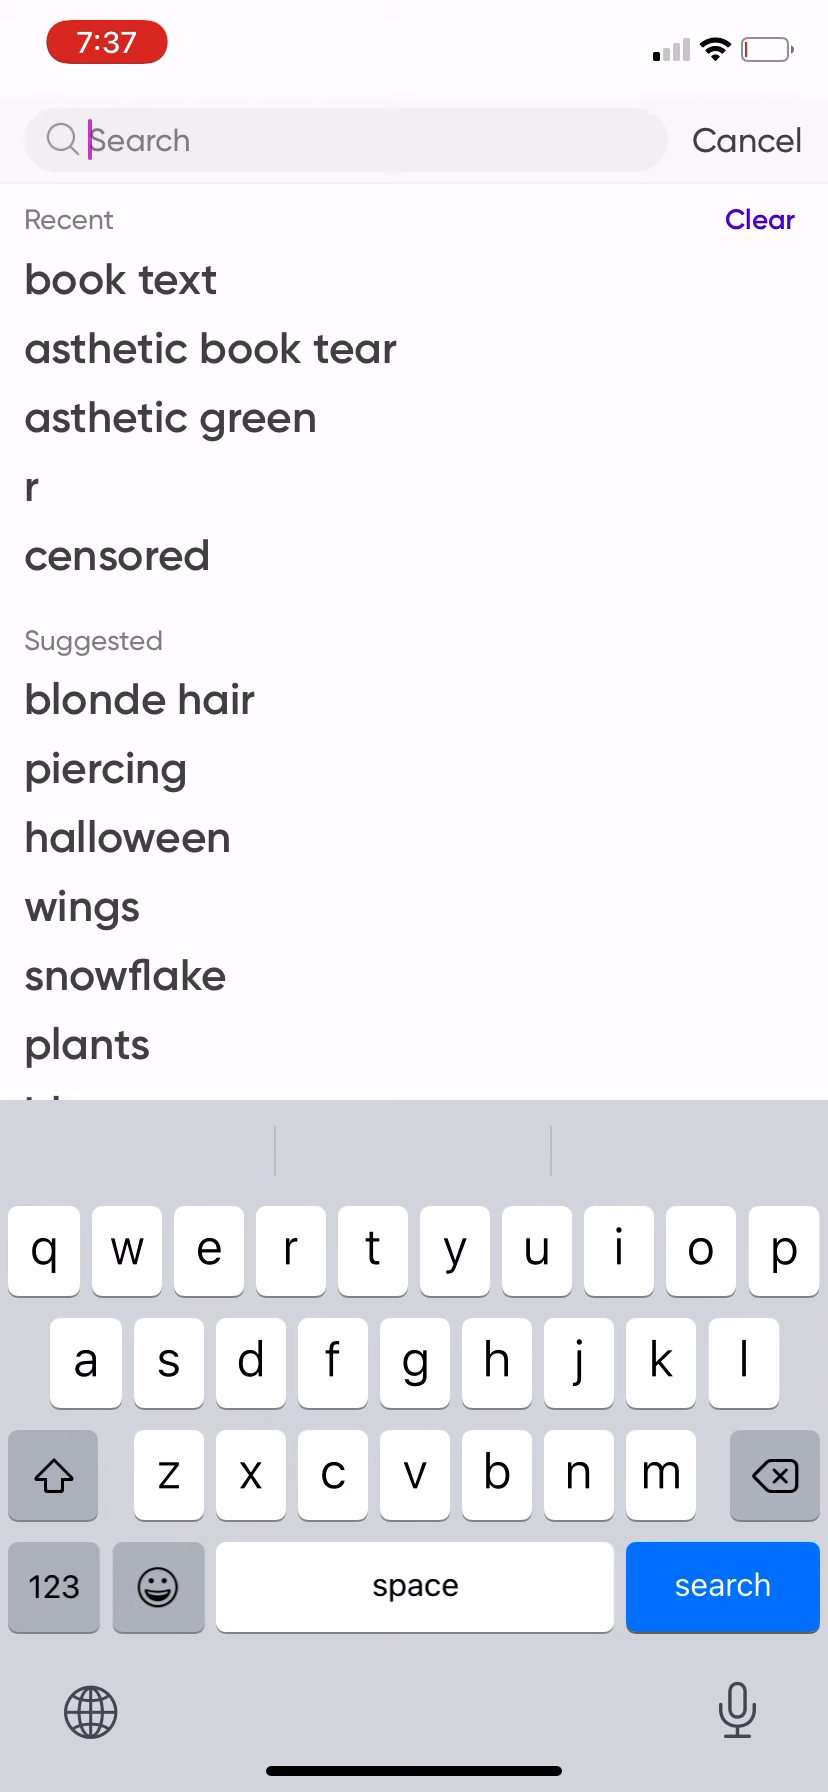 7:37
Search
Cancel
Recent
Clear
book text
asthetic book tear
asthetic green
r
censored
Suggested
blonde hair
piercing
halloween
wings
snowflake
plants
q w e r t y u i o p
a s d f g h j k l
z x c v b n m
123
space
search